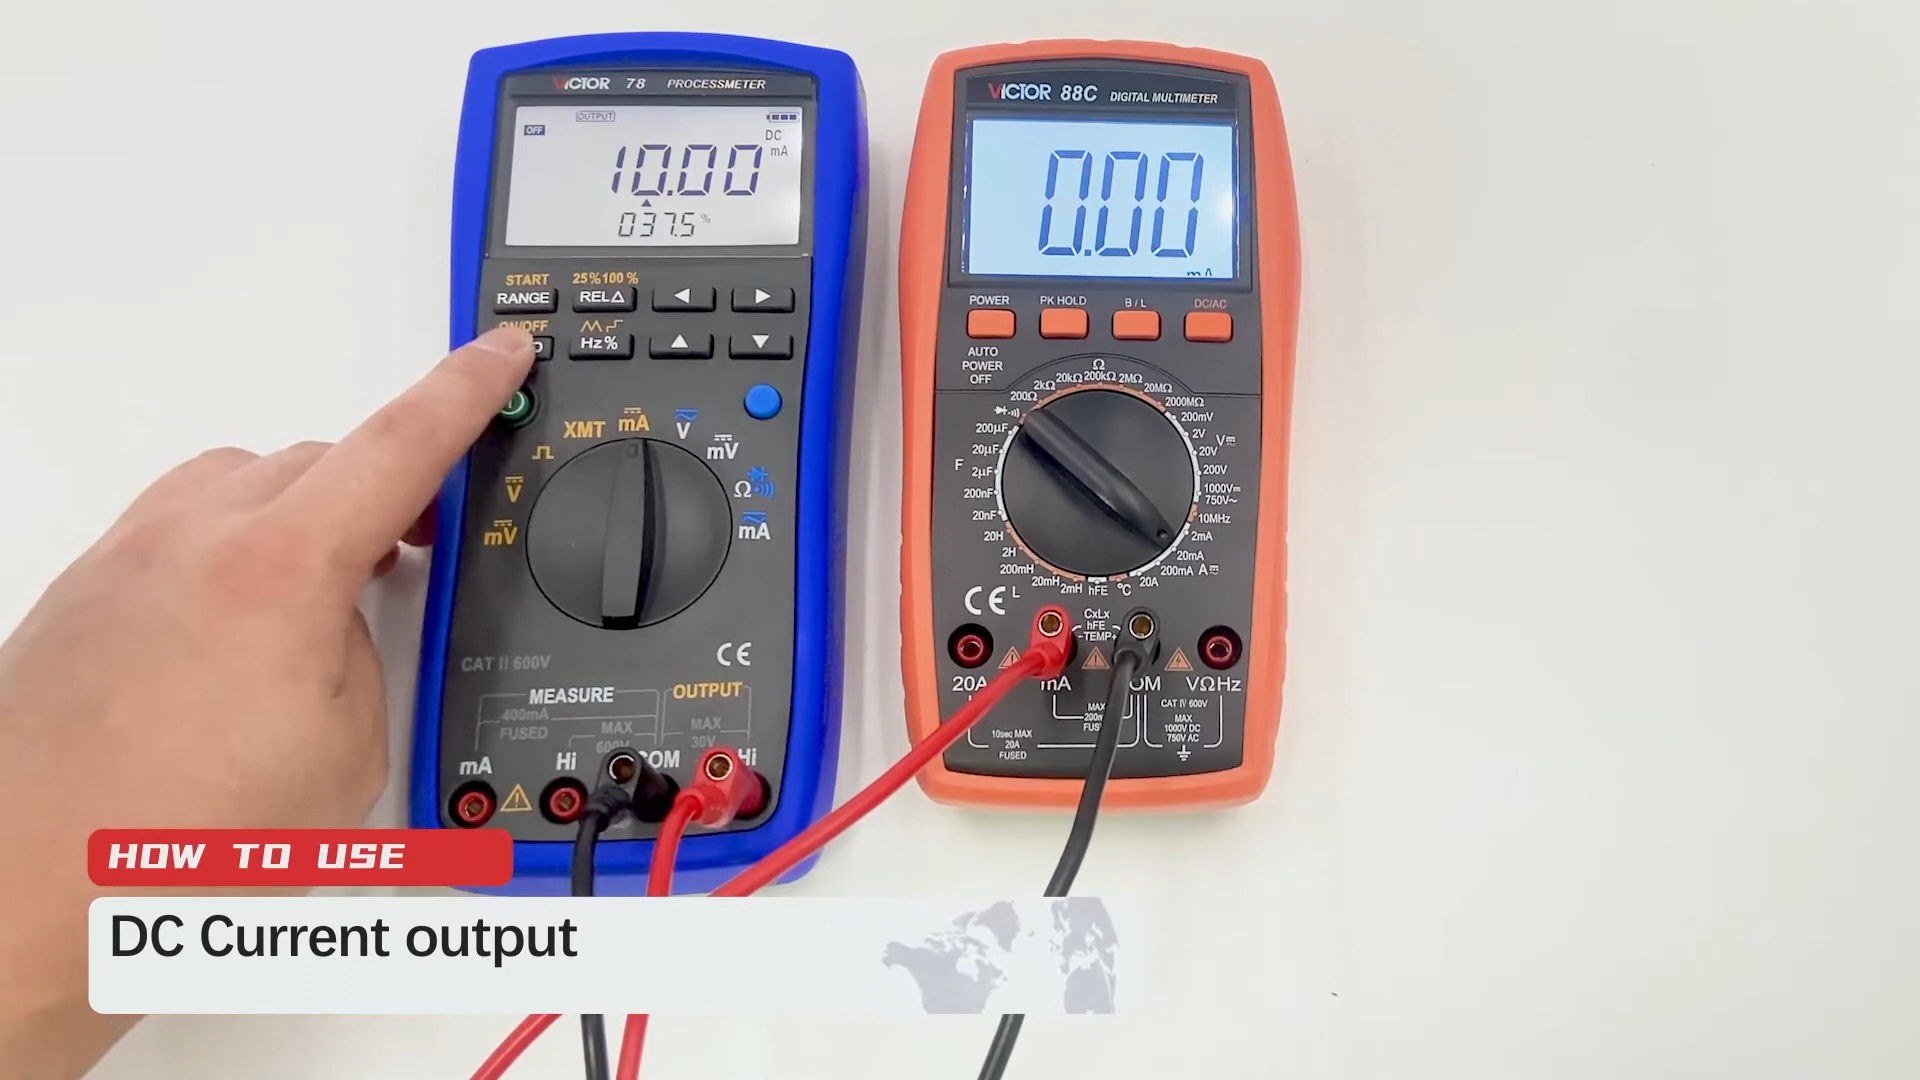 VICTOR 78 PROCESSMETER
OUTPUT
OFF
DC
mA
10.00
037.5%
START
25%100%
RANGE
RELΔ
ON/OFF
Hz%
XMT
mA
V
mV
V
Ω
mV
mA
CAT II 600V
CE
MEASURE
OUTPUT
400mA
FUSED
MAX
600V
MAX
30V
mA
Hi
COM
Hi
VICTOR 88C DIGITAL MULTIMETER
0.00
mA
POWER
PK HOLD
B / L
DC/AC
AUTO
POWER
OFF
Ω
200Ω
2kΩ
20kΩ
200kΩ
2MΩ
20MΩ
2000MΩ
200mV
2V
V
20V
200V
1000V
750V~
10MHz
2mA
20mA
200mA
A
20A
℃
hFE
2mH
20mH
200mH
L
2H
20H
20nF
200nF
F
2μF
20μF
200μF
CE
CxLx
hFE
-TEMP+
20A
mA
VΩHz
10sec MAX
20A
FUSED
MAX
CAT IV 600V
MAX
1000V DC
750V AC
HOW TO USE
DC Current output